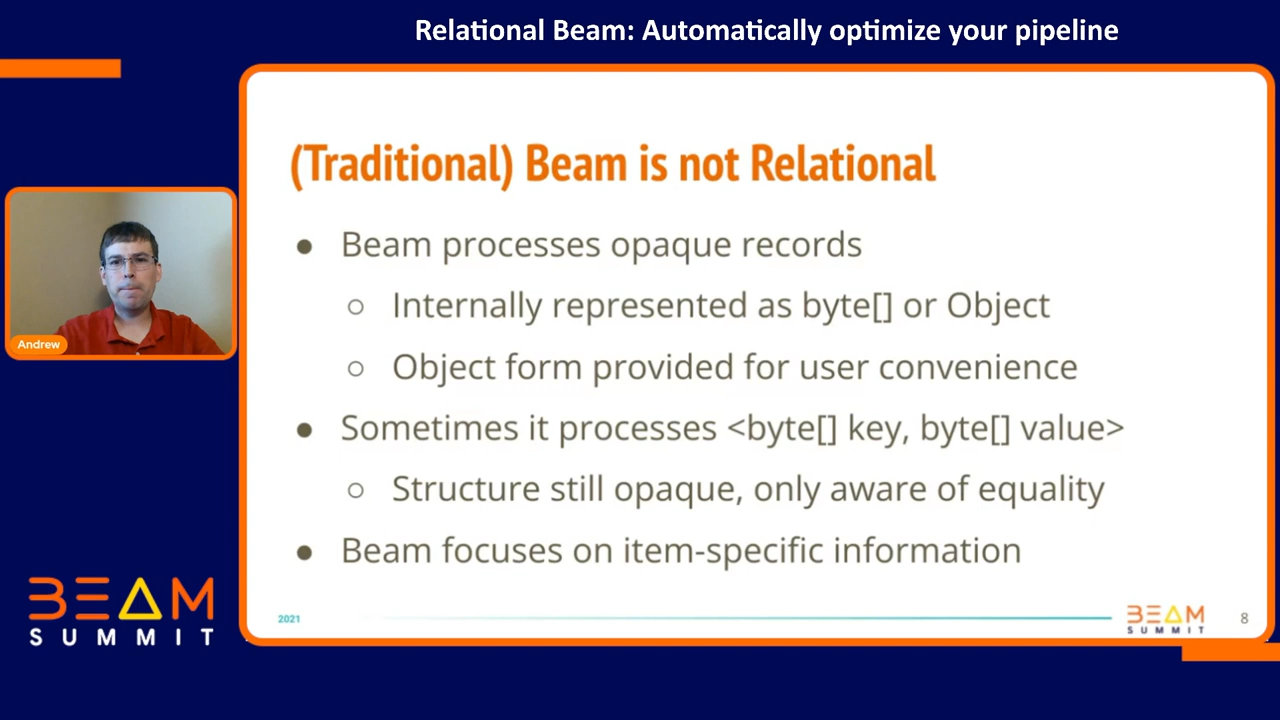 Relational Beam: Automatically optimize your pipeline
(Traditional) Beam is not Relational
● Beam processes opaque records
○ Internally represented as byte[] or Object
○ Object form provided for user convenience
● Sometimes it processes <byte[] key, byte[] value>
○ Structure still opaque, only aware of equality
● Beam focuses on item-specific information
Andrew
BEAM
SUMMIT
2021
BEAM
SUMMIT
8